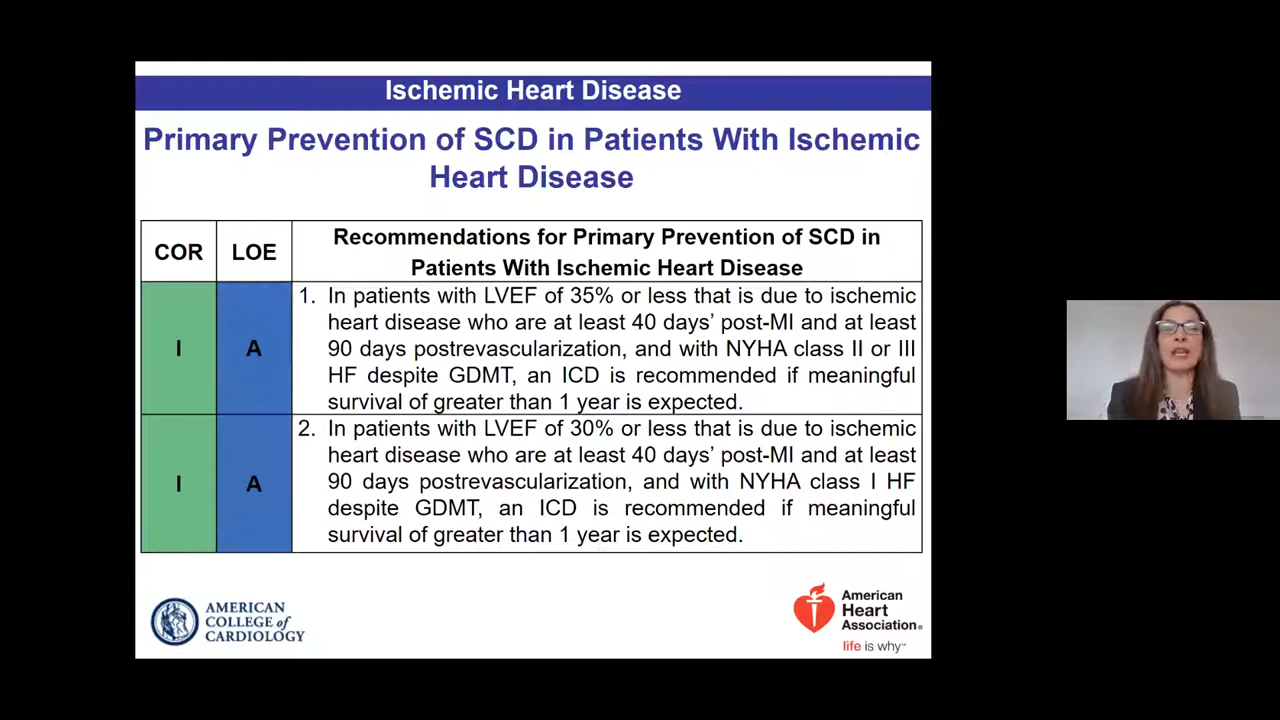 Ischemic Heart Disease
Primary Prevention of SCD in Patients With Ischemic
Heart Disease
COR
LOE
Recommendations for Primary Prevention of SCD in
Patients With Ischemic Heart Disease
I
A
1. In patients with LVEF of 35% or less that is due to ischemic
heart disease who are at least 40 days’ post-MI and at least
90 days postrevascularization, and with NYHA class II or III
HF despite GDMT, an ICD is recommended if meaningful
survival of greater than 1 year is expected.
I
A
2. In patients with LVEF of 30% or less that is due to ischemic
heart disease who are at least 40 days’ post-MI and at least
90 days postrevascularization, and with NYHA class I HF
despite GDMT, an ICD is recommended if meaningful
survival of greater than 1 year is expected.
AMERICAN
COLLEGE of
CARDIOLOGY
American
Heart
Association®
life is why™